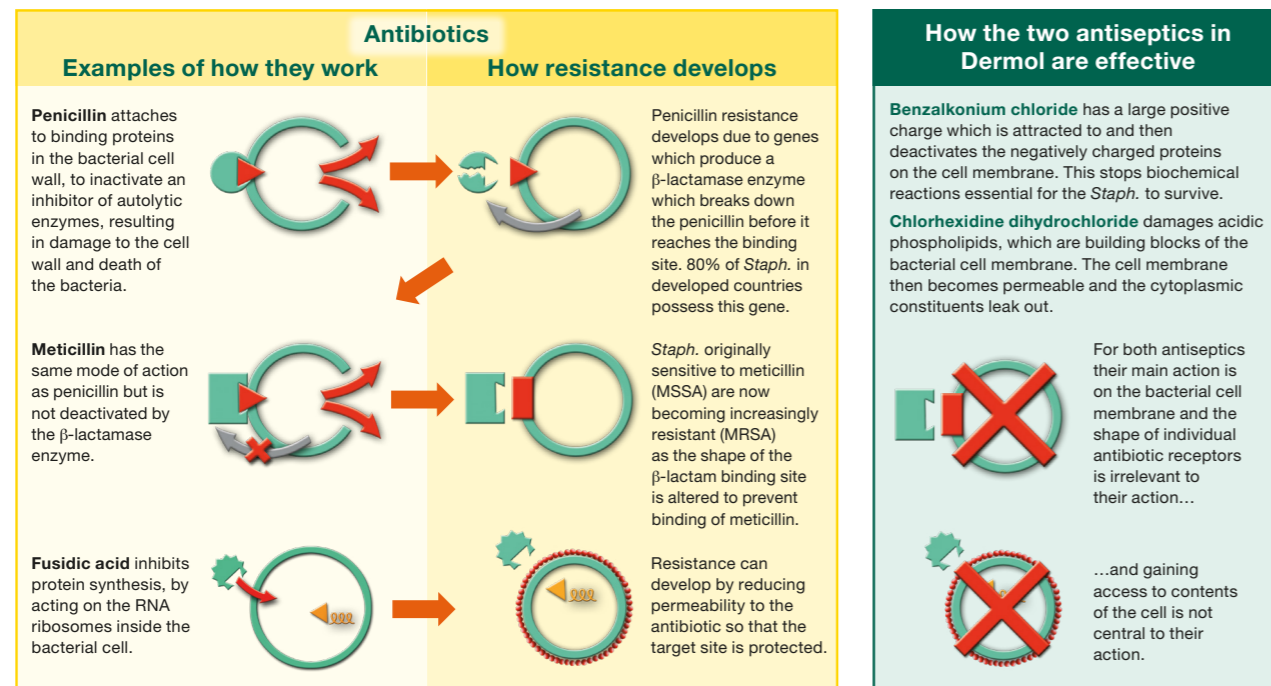 Antibiotics
Examples of how they work
How resistance develops
Penicillin attaches
to binding proteins
in the bacterial cell
wall, to inactivate an
inhibitor of autolytic
enzymes, resulting
in damage to the cell
wall and death of
the bacteria.
Penicillin resistance
develops due to genes
which produce a
β-lactamase enzyme
which breaks down
the penicillin before it
reaches the binding
site. 80% of Staph. in
developed countries
possess this gene.
Meticillin has the
same mode of action
as penicillin but is
not deactivated by
the β-lactamase
enzyme.
Staph. originally
sensitive to meticillin
(MSSA) are now
becoming increasingly
resistant (MRSA)
as the shape of the
β-lactam binding site
is altered to prevent
binding of meticillin.
Fusidic acid inhibits
protein synthesis, by
acting on the RNA
ribosomes inside the
bacterial cell.
Resistance can
develop by reducing
permeability to the
antibiotic so that the
target site is protected.
How the two antiseptics in
Dermol are effective
Benzalkonium chloride has a large positive
charge which is attracted to and then
deactivates the negatively charged proteins
on the cell membrane. This stops biochemical
reactions essential for the Staph. to survive.
Chlorhexidine dihydrochloride damages acidic
phospholipids, which are building blocks of the
bacterial cell membrane. The cell membrane
then becomes permeable and the cytoplasmic
constituents leak out.
For both antiseptics
their main action is
on the bacterial cell
membrane and the
shape of individual
antibiotic receptors
is irrelevant to
their action…
…and gaining
access to contents
of the cell is not
central to their
action.